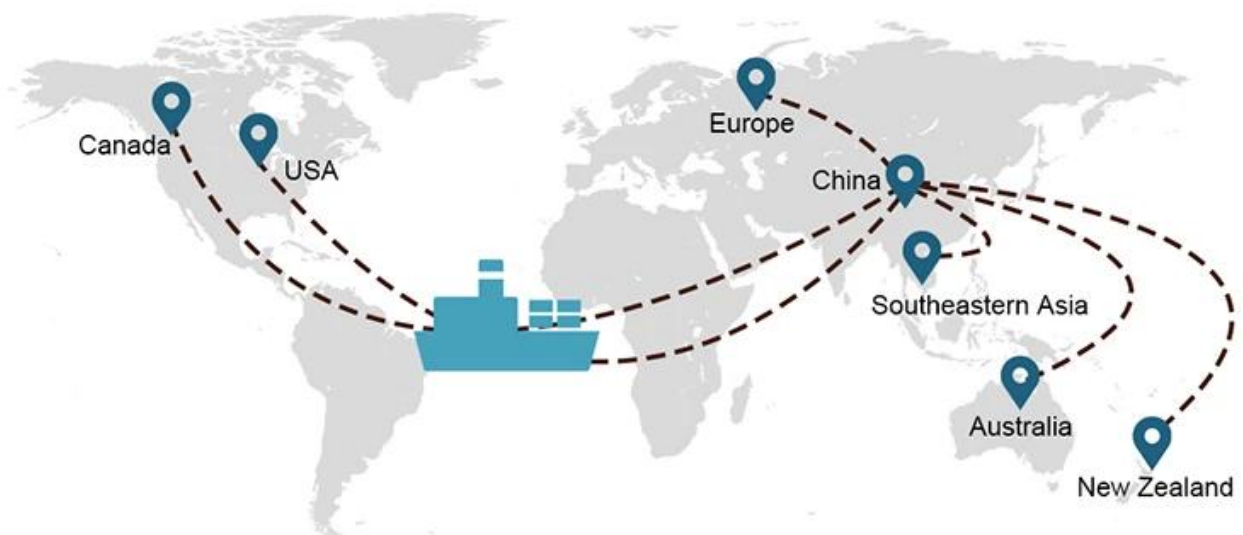 Canada
USA
Europe
China
Southeastern Asia
Australia
New Zealand